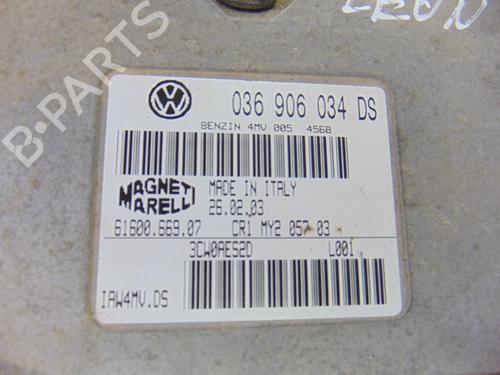 LEON
B-PARTS
036 906 034 DS
BENZIN 4MV 005 4568
MAGNETI
MARELLI
MADE IN ITALY
26.02.03
61600.669.07 CR1 MY2 057 03
3CW0AES2D L001
IAW4MV.DS